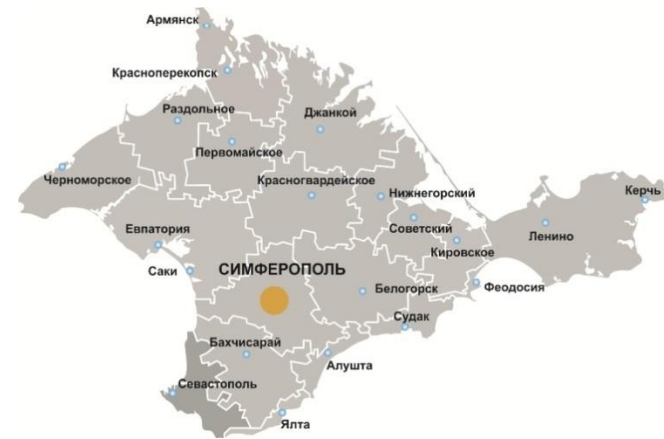 Армянск
Красноперекопск
Раздольное
Джанкой
Первомайское
Черноморское
Красногвардейское
Нижнегорский
Керчь
Евпатория
Советский
Ленино
Кировское
Саки
СИМФЕРОПОЛЬ
Белогорск
Феодосия
Судак
Бахчисарай
Алушта
Севастополь
Ялта